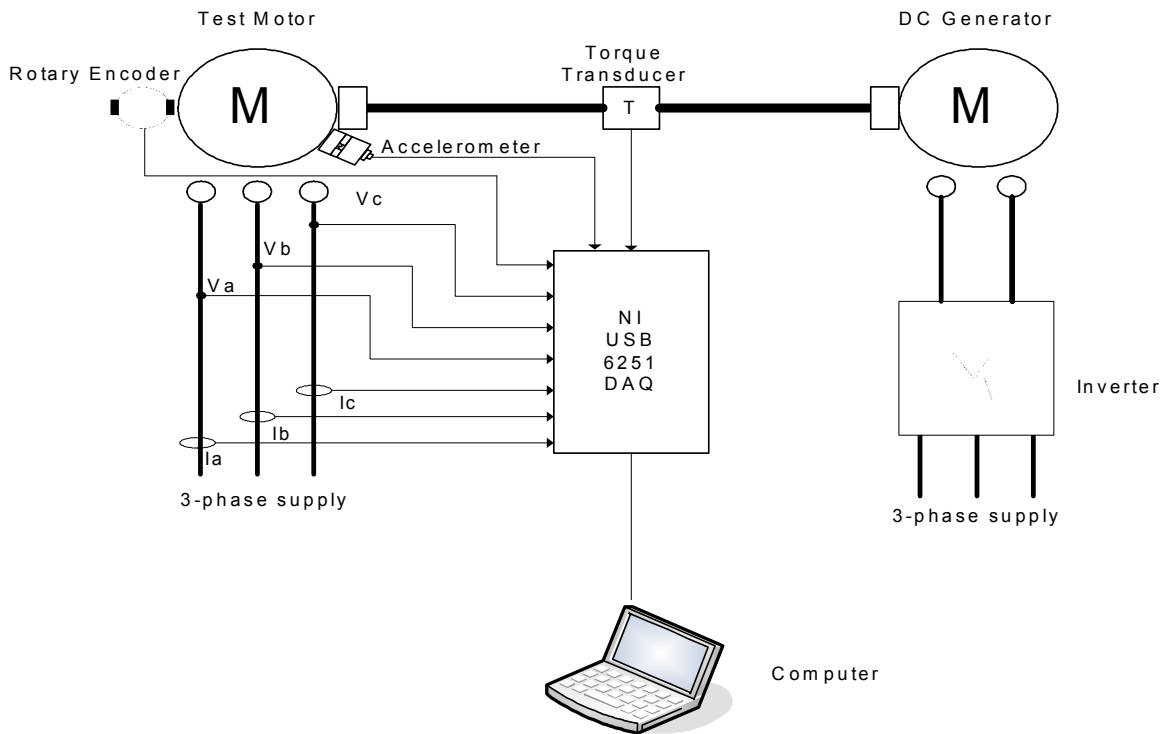 Test Motor
DC Generator
Rotary Encoder
Torque
Transducer
M
T
M
Accelerometer
Vc
Vb
Va
NI
USB
6251
DAQ
Inverter
Ic
Ib
Ia
3-phase supply
3-phase supply
Computer